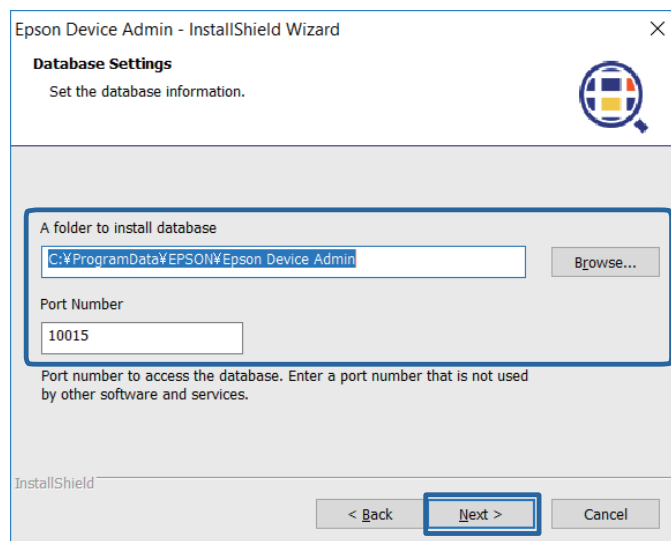 Epson Device Admin - InstallShield Wizard
Database Settings
Set the database information.
A folder to install database
C:¥ProgramData¥EPSON¥Epson Device Admin
Browse...
Port Number
10015
Port number to access the database. Enter a port number that is not used
by other software and services.
InstallShield
< Back Next > Cancel